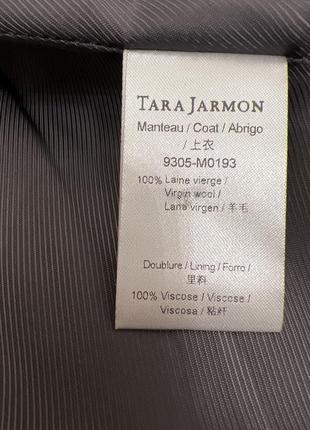 TARA JARMON
Manteau / Coat / Abrigo
/ 上衣
9305-M0193
100% Laine vierge /
Virgin wool /
Lana virgen / 羊毛
Doublure / Lining / Forro /
里料
100% Viscose / Viscose /
Viscosa / 粘纤